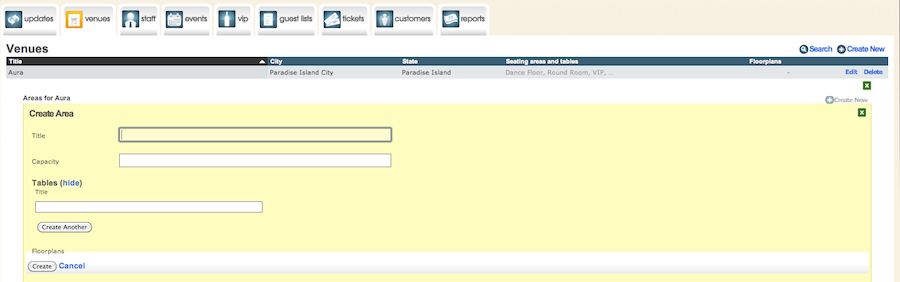 updates venues staff events vip guest lists tickets customers reports
Venues Search Create New
Title City State Seating areas and tables Floorplans
Aura Paradise Island City Paradise Island Dance Floor, Round Room, VIP, ... - Edit Delete
Areas for Aura Create New
Create Area
Title
Capacity
Tables (hide)
Title
Create Another
Floorplans
Create Cancel